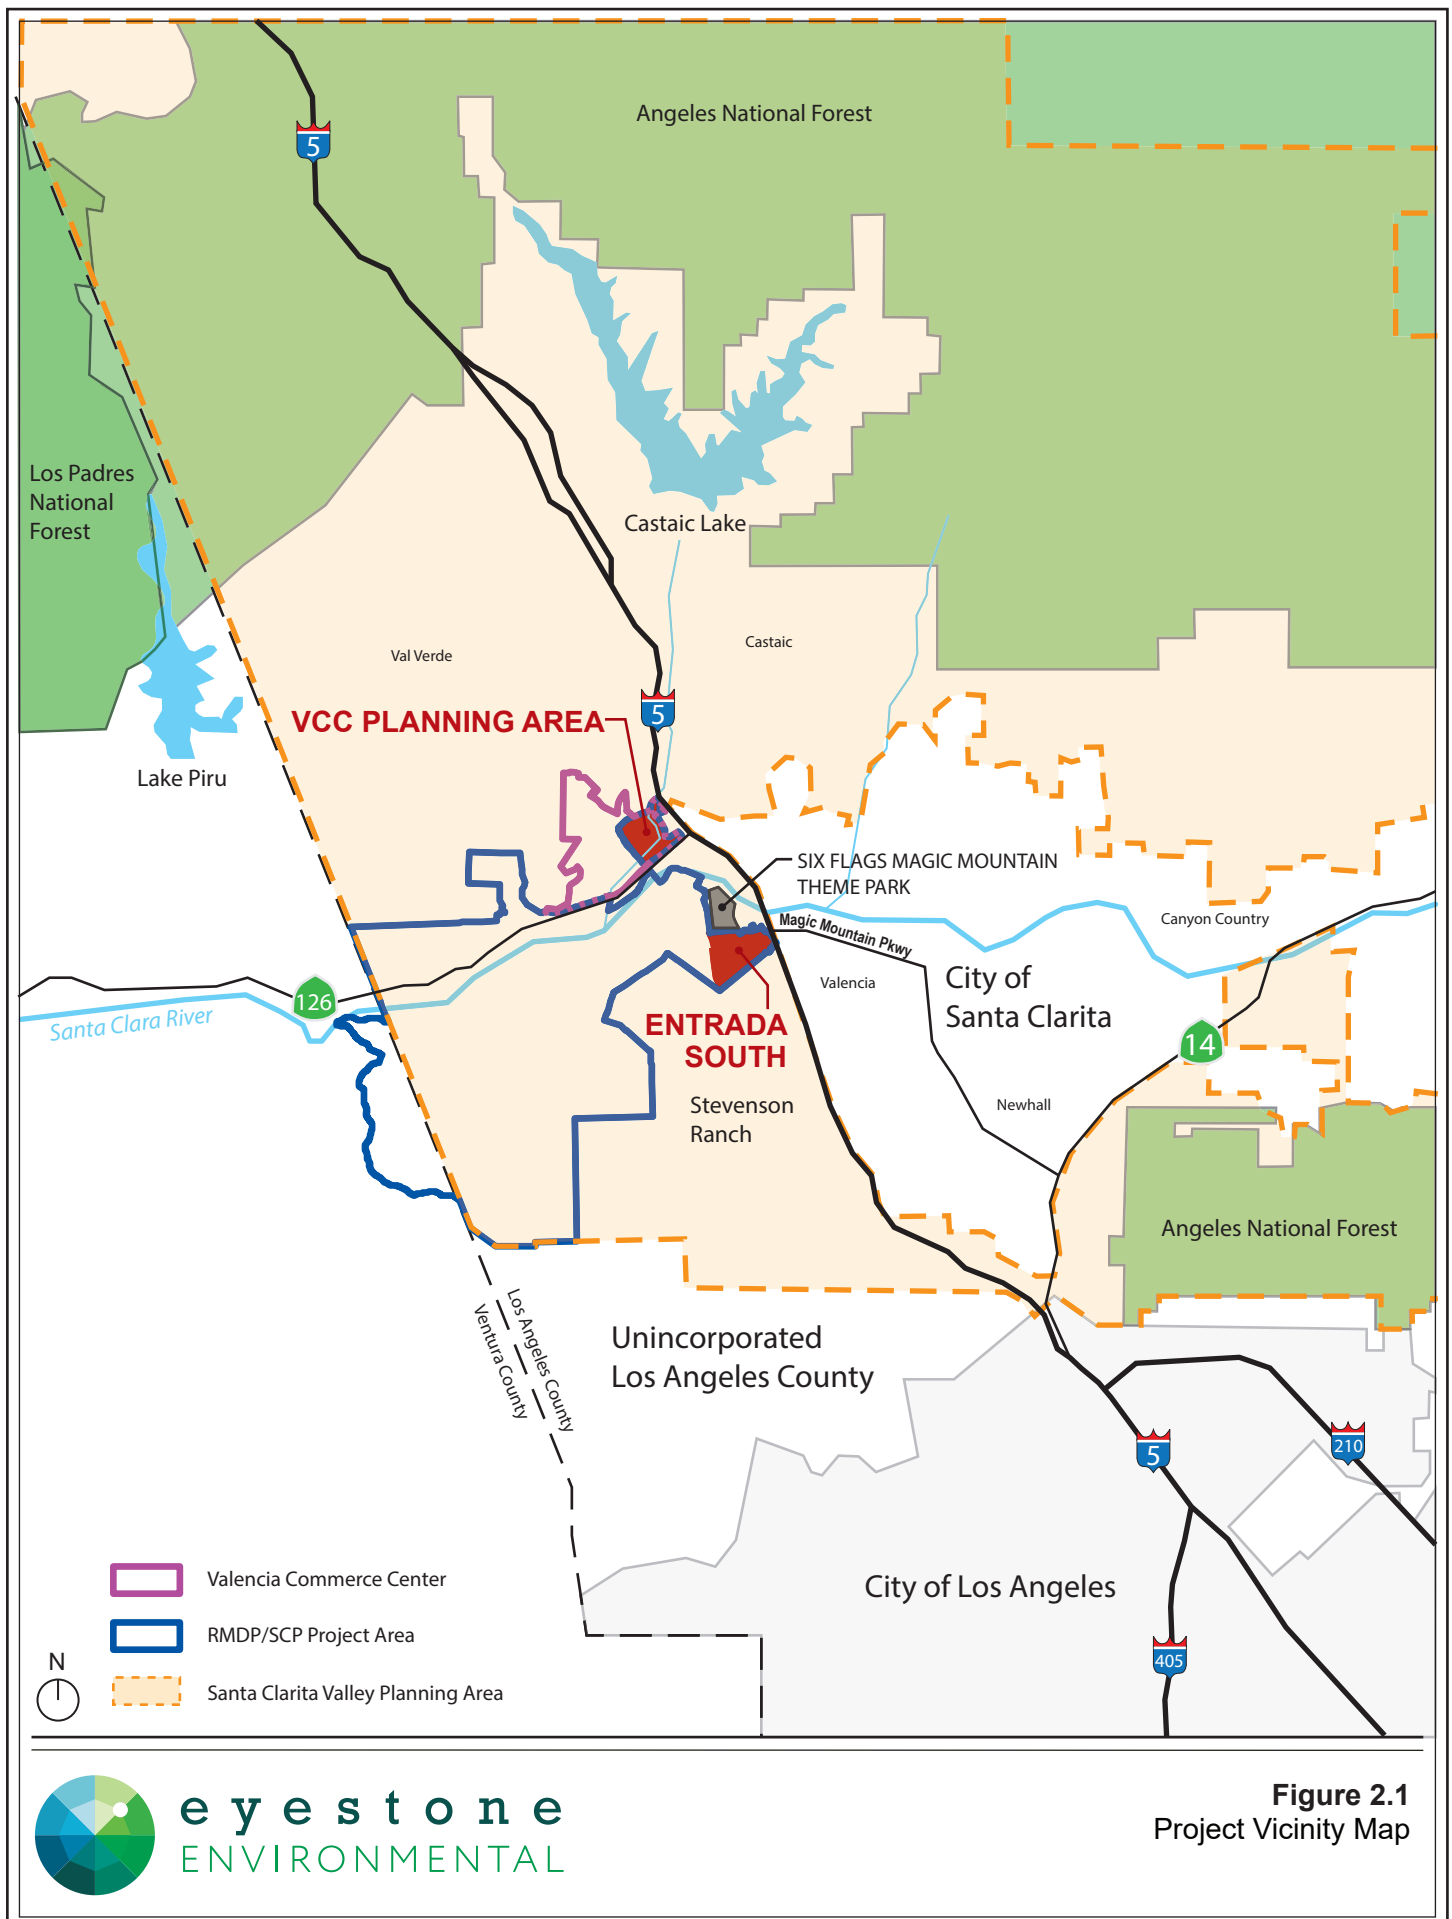 Angeles National Forest
5
Los Padres
National
Forest
Castaic Lake
Castaic
Val Verde
5
VCC PLANNING AREA
Lake Piru
SIX FLAGS MAGIC MOUNTAIN
THEME PARK
Canyon Country
Magic Mountain Pkwy
Valencia
City of
Santa Clarita
126
Santa Clara River
ENTRADA
SOUTH
14
Stevenson
Ranch
Newhall
Angeles National Forest
Los Angeles County
Ventura County
Unincorporated
Los Angeles County
5
210
City of Los Angeles
405
Valencia Commerce Center
RMDP/SCP Project Area
Santa Clarita Valley Planning Area
N
eyestone
ENVIRONMENTAL
Figure 2.1
Project Vicinity Map